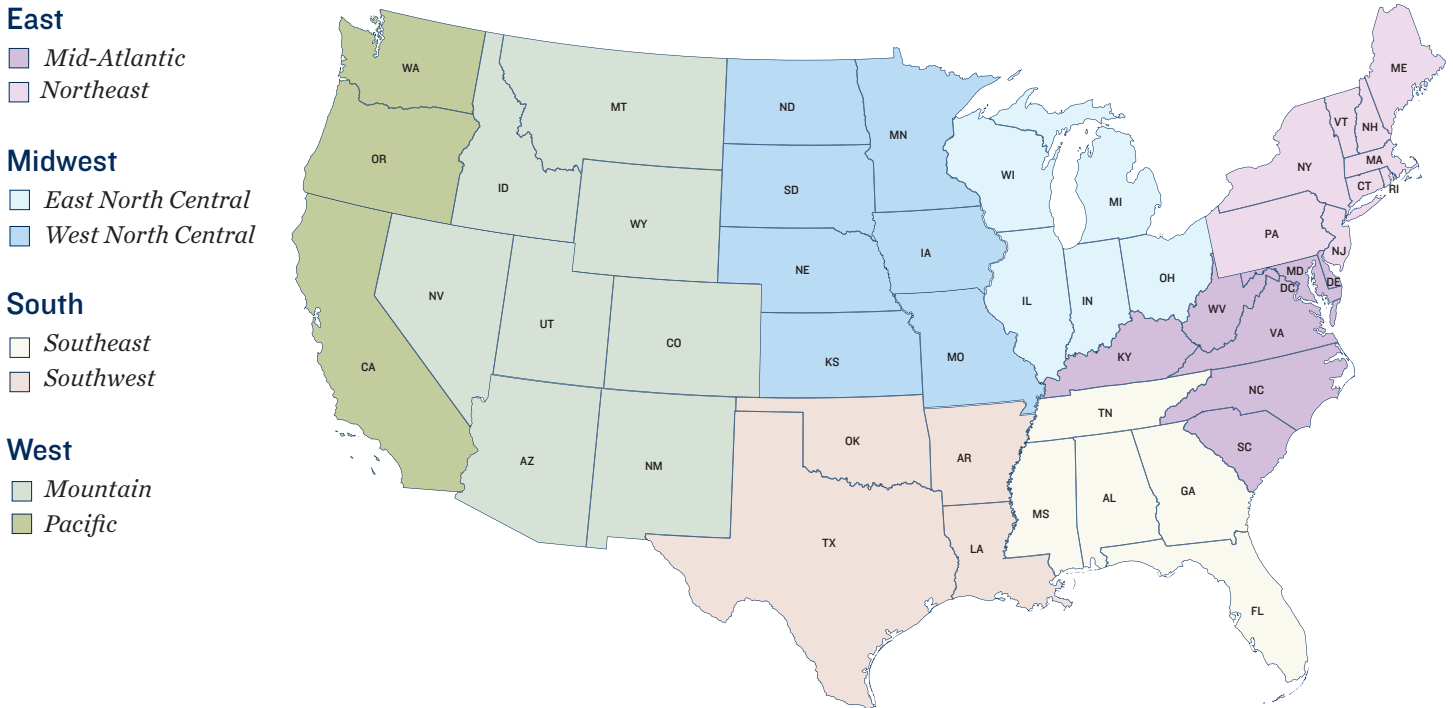 East
Mid-Atlantic
Northeast
Midwest
East North Central
West North Central
South
Southeast
Southwest
West
Mountain
Pacific
WA
OR
CA
ID
NV
MT
WY
UT
CO
AZ
NM
ND
SD
NE
KS
MN
IA
MO
OK
TX
AR
LA
WI
IL
MI
IN
OH
KY
TN
MS
AL
GA
FL
SC
NC
VA
WV
MD
DC
DE
PA
NJ
NY
CT
RI
MA
VT
NH
ME